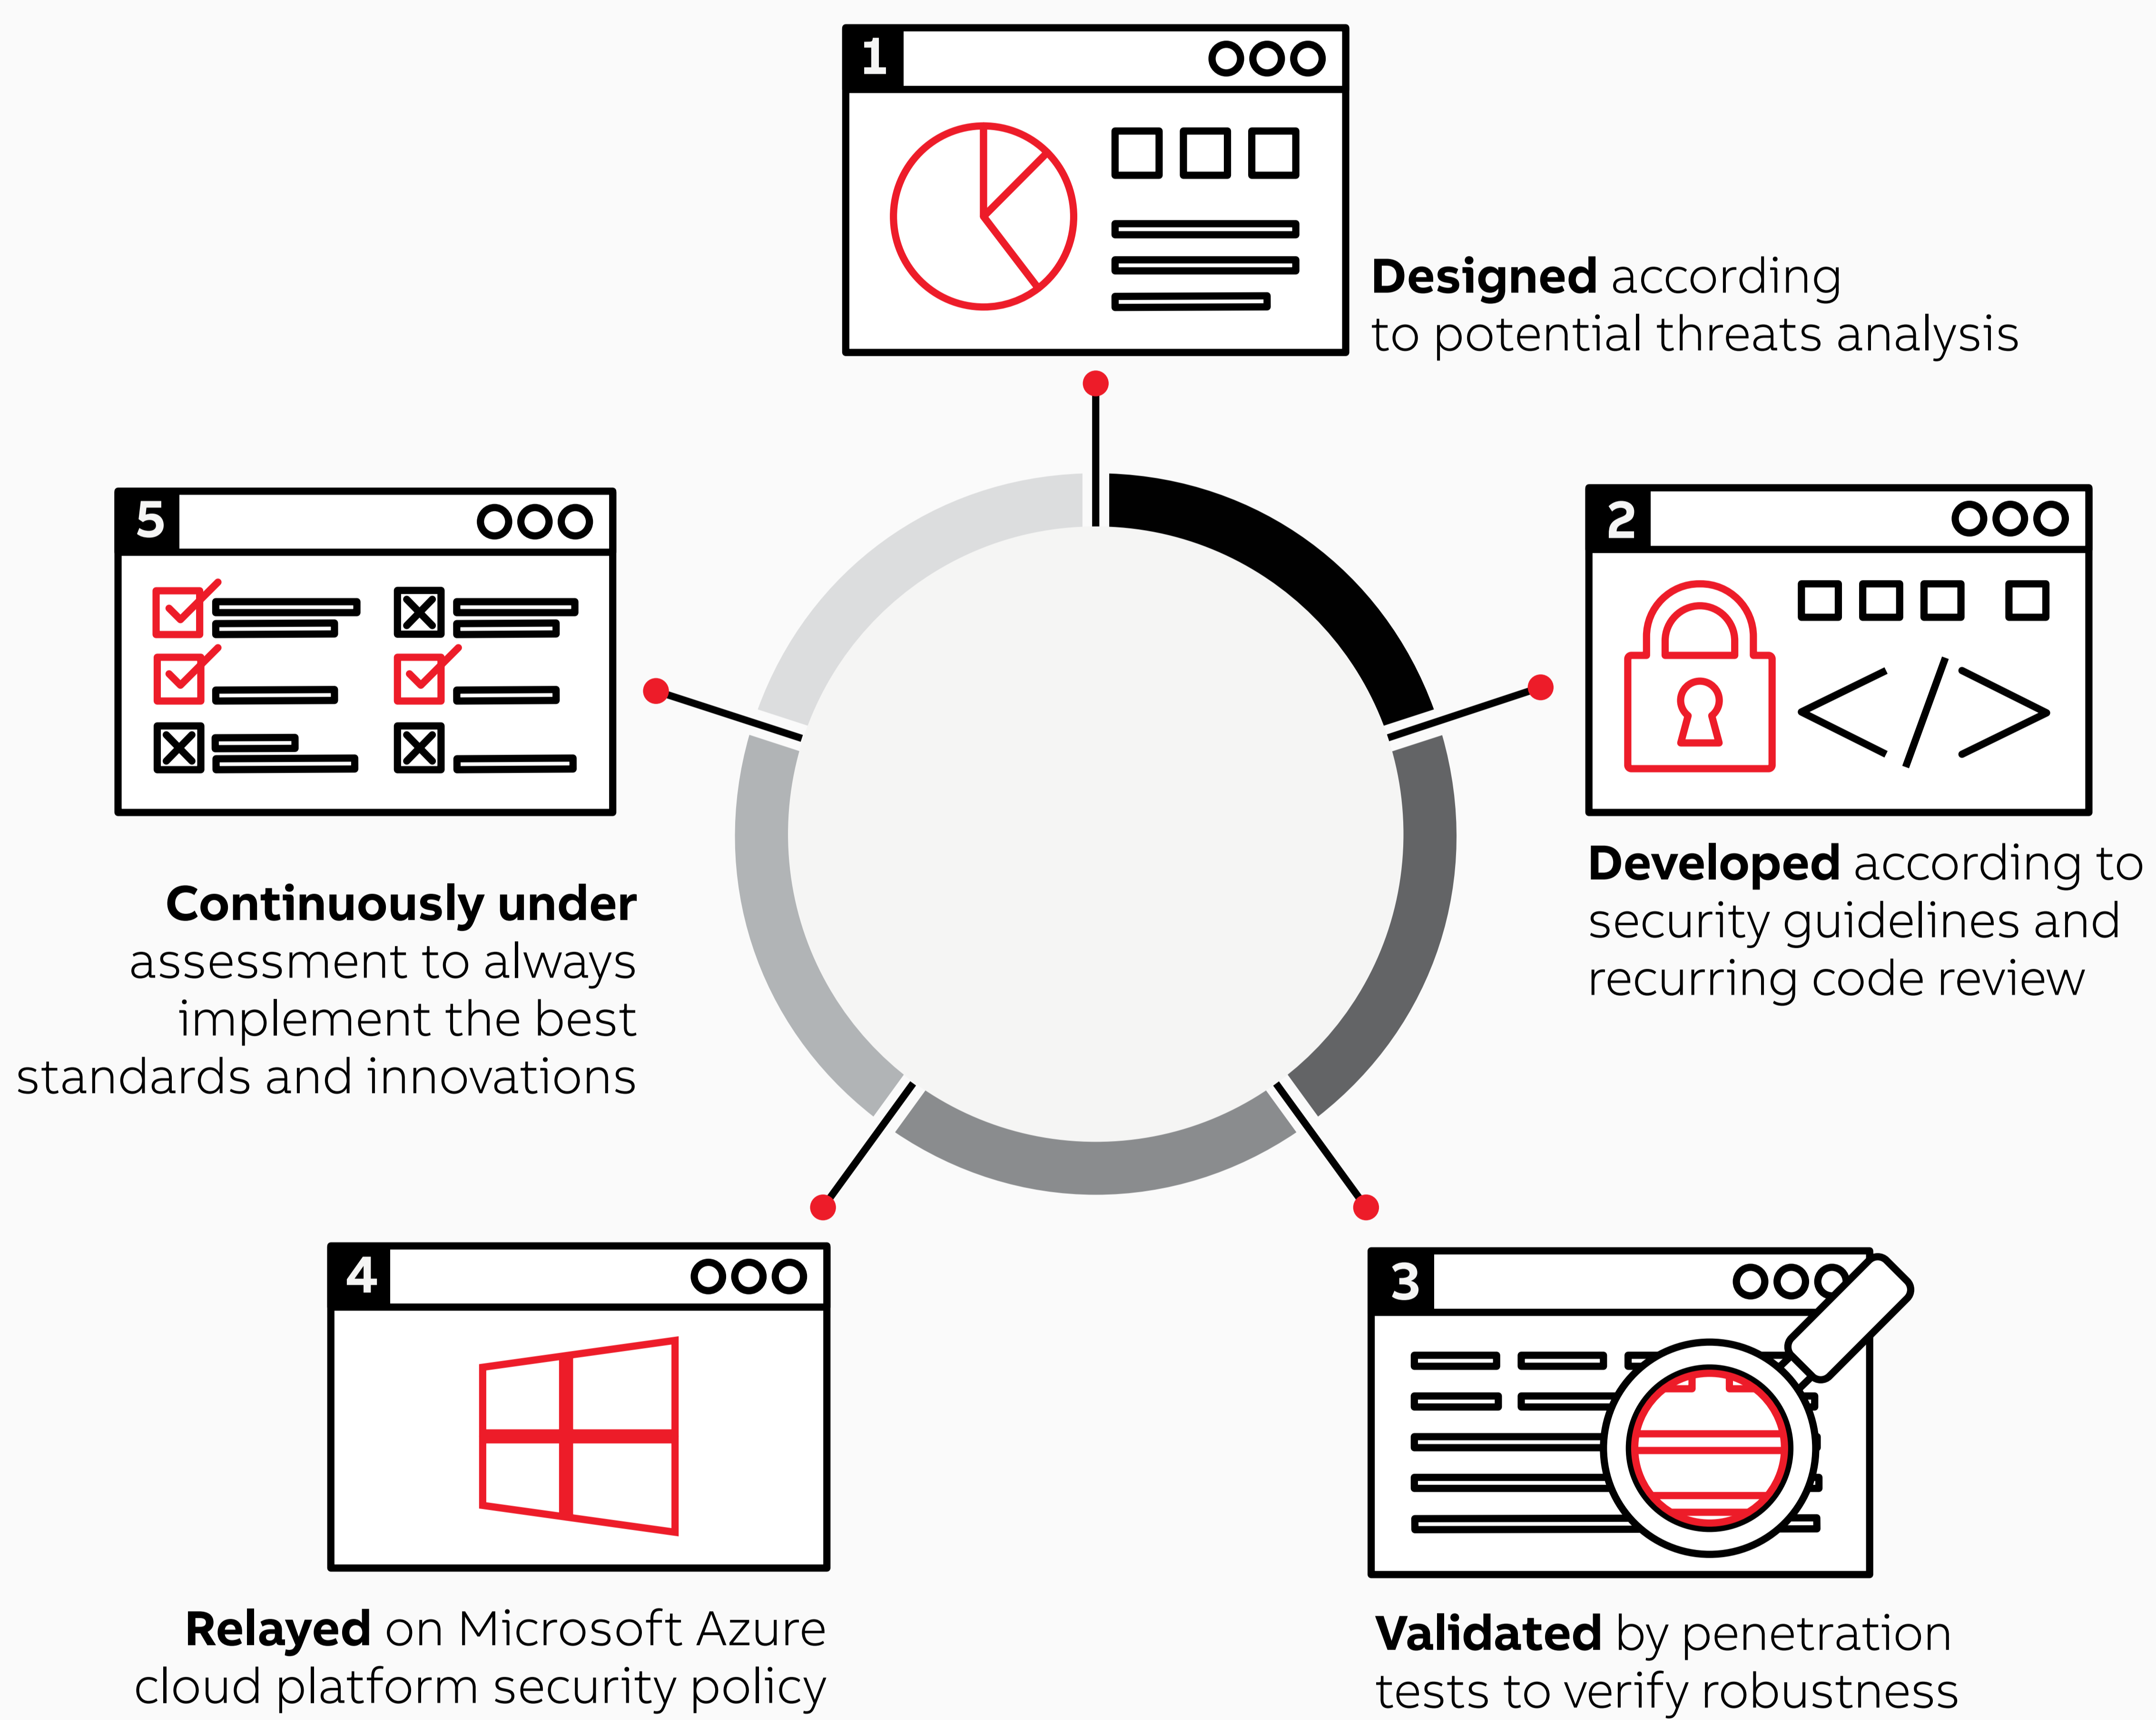 1
Designed according
to potential threats analysis
2
</>
Developed according to
security guidelines and
recurring code review
3
Validated by penetration
tests to verify robustness
4
Relayed on Microsoft Azure
cloud platform security policy
5
Continuously under
assessment to always
implement the best
standards and innovations